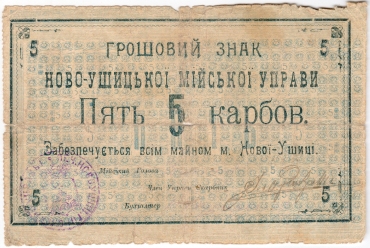 5 5
ГРОШОВИЙ ЗНАК
НОВО-УШИЦЬКОЇ МІЙСЬКОЇ УПРАВИ
Пять 5 карбов.
Забезпечується всім майном м. Нової-Ушиці.
Мійський Голова
Член Управи Скарбник
Бухгалтер
5 5